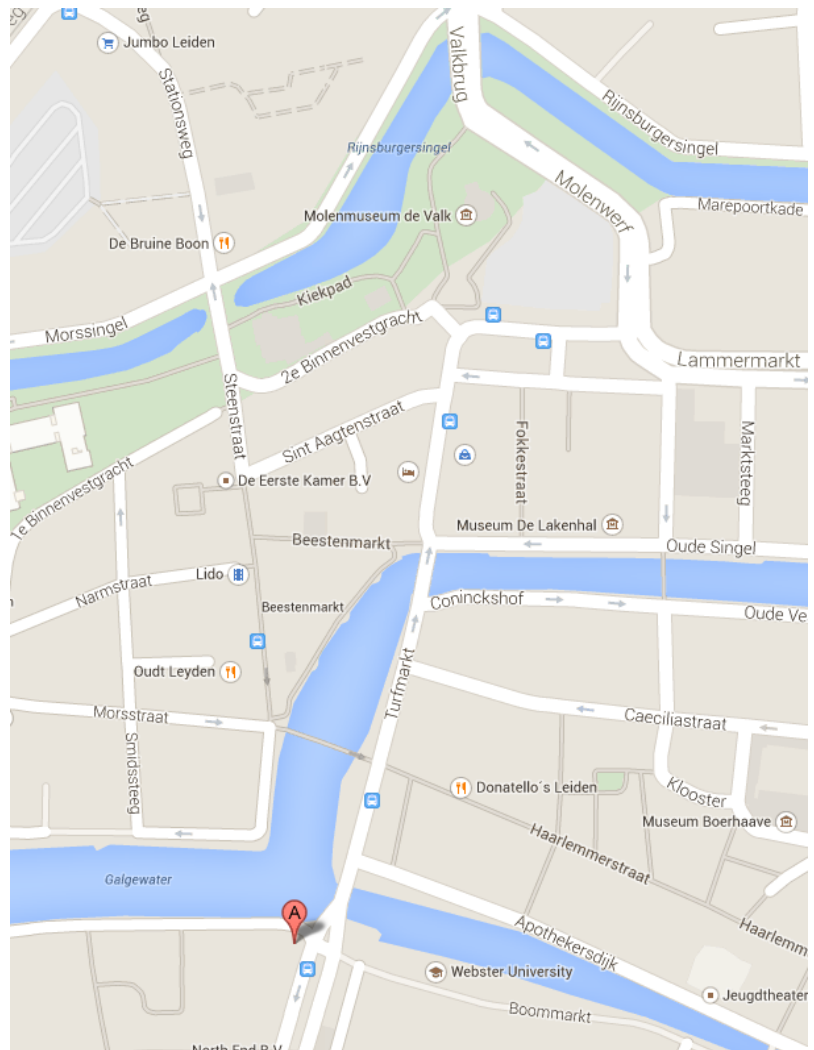 Jumbo Leiden
Stationsweg
Valkbrug
Rijnsburgersingel
Rijnsburgersingel
Molenwerf
Marepoortkade
Molenmuseum de Valk
De Bruine Boon
Kiekpad
Morssingel
2e Binnenvestgracht
Lammermarkt
Steenstraat
Sint Aagtenstraat
Fokkestraat
Marktsteeg
1e Binnenvestgracht
De Eerste Kamer B.V
Museum De Lakenhal
Beestenmarkt
Oude Singel
Lido
Narmstraat
Beestenmarkt
Coninckshof
Oude Ve
Oudt Leyden
Turfmarkt
Morsstraat
Caeciliastraat
Smidssteeg
Donatello´s Leiden
Klooster
Museum Boerhaave
Haarlemmerstraat
Galgewater
A
Apothekersdijk
Haarlemm
Webster University
Jeugdtheater
Boommarkt
North End B.V